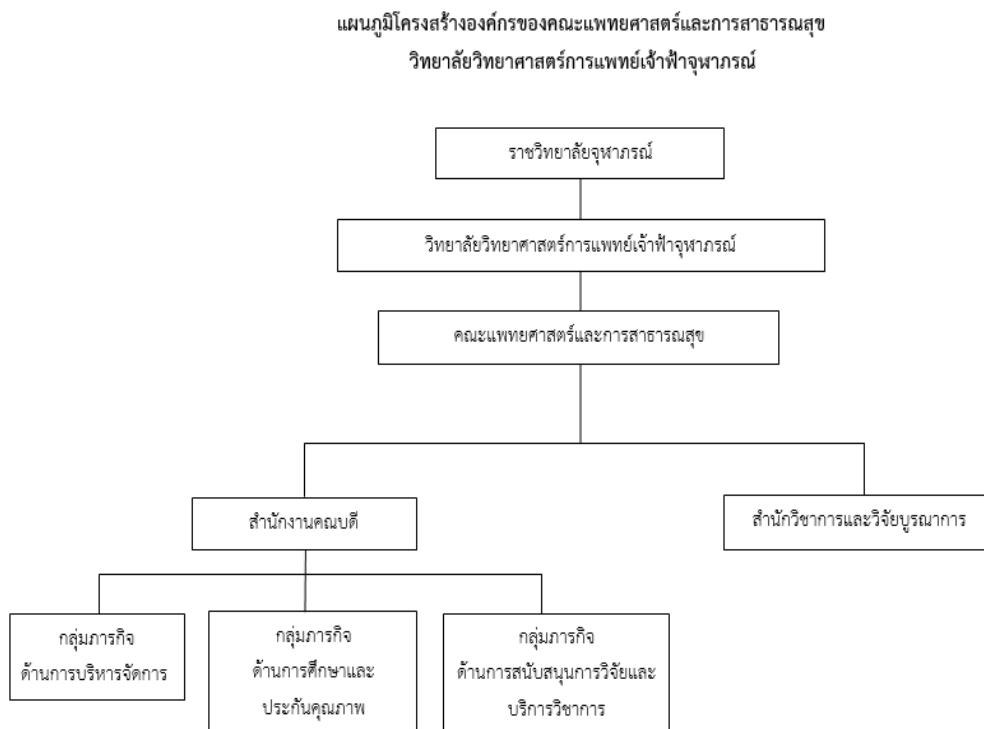 แผนภูมิโครงสร้างองค์กรของคณะแพทยศาสตร์และการสาธารณสุข
วิทยาลัยวิทยาศาสตร์การแพทย์เจ้าฟ้าจุฬาภรณ์
ราชวิทยาลัยจุฬาภรณ์
วิทยาลัยวิทยาศาสตร์การแพทย์เจ้าฟ้าจุฬาภรณ์
คณะแพทยศาสตร์และการสาธารณสุข
สำนักงานคณบดี
สำนักวิชาการและวิจัยบูรณาการ
กลุ่มภารกิจ
ด้านการบริหารจัดการ
กลุ่มภารกิจ
ด้านการศึกษาและ
ประกันคุณภาพ
กลุ่มภารกิจ
ด้านการสนับสนุนการวิจัยและ
บริการวิชาการ